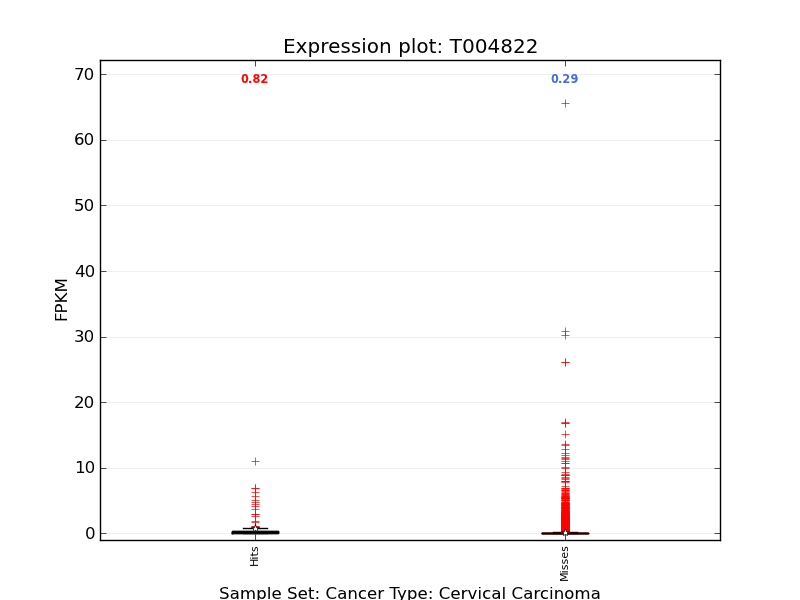 Expression plot: T004822
70
60
50
40
30
20
10
0
FPKM
0.82
0.29
Hits
Misses
Sample Set: Cancer Type: Cervical Carcinoma